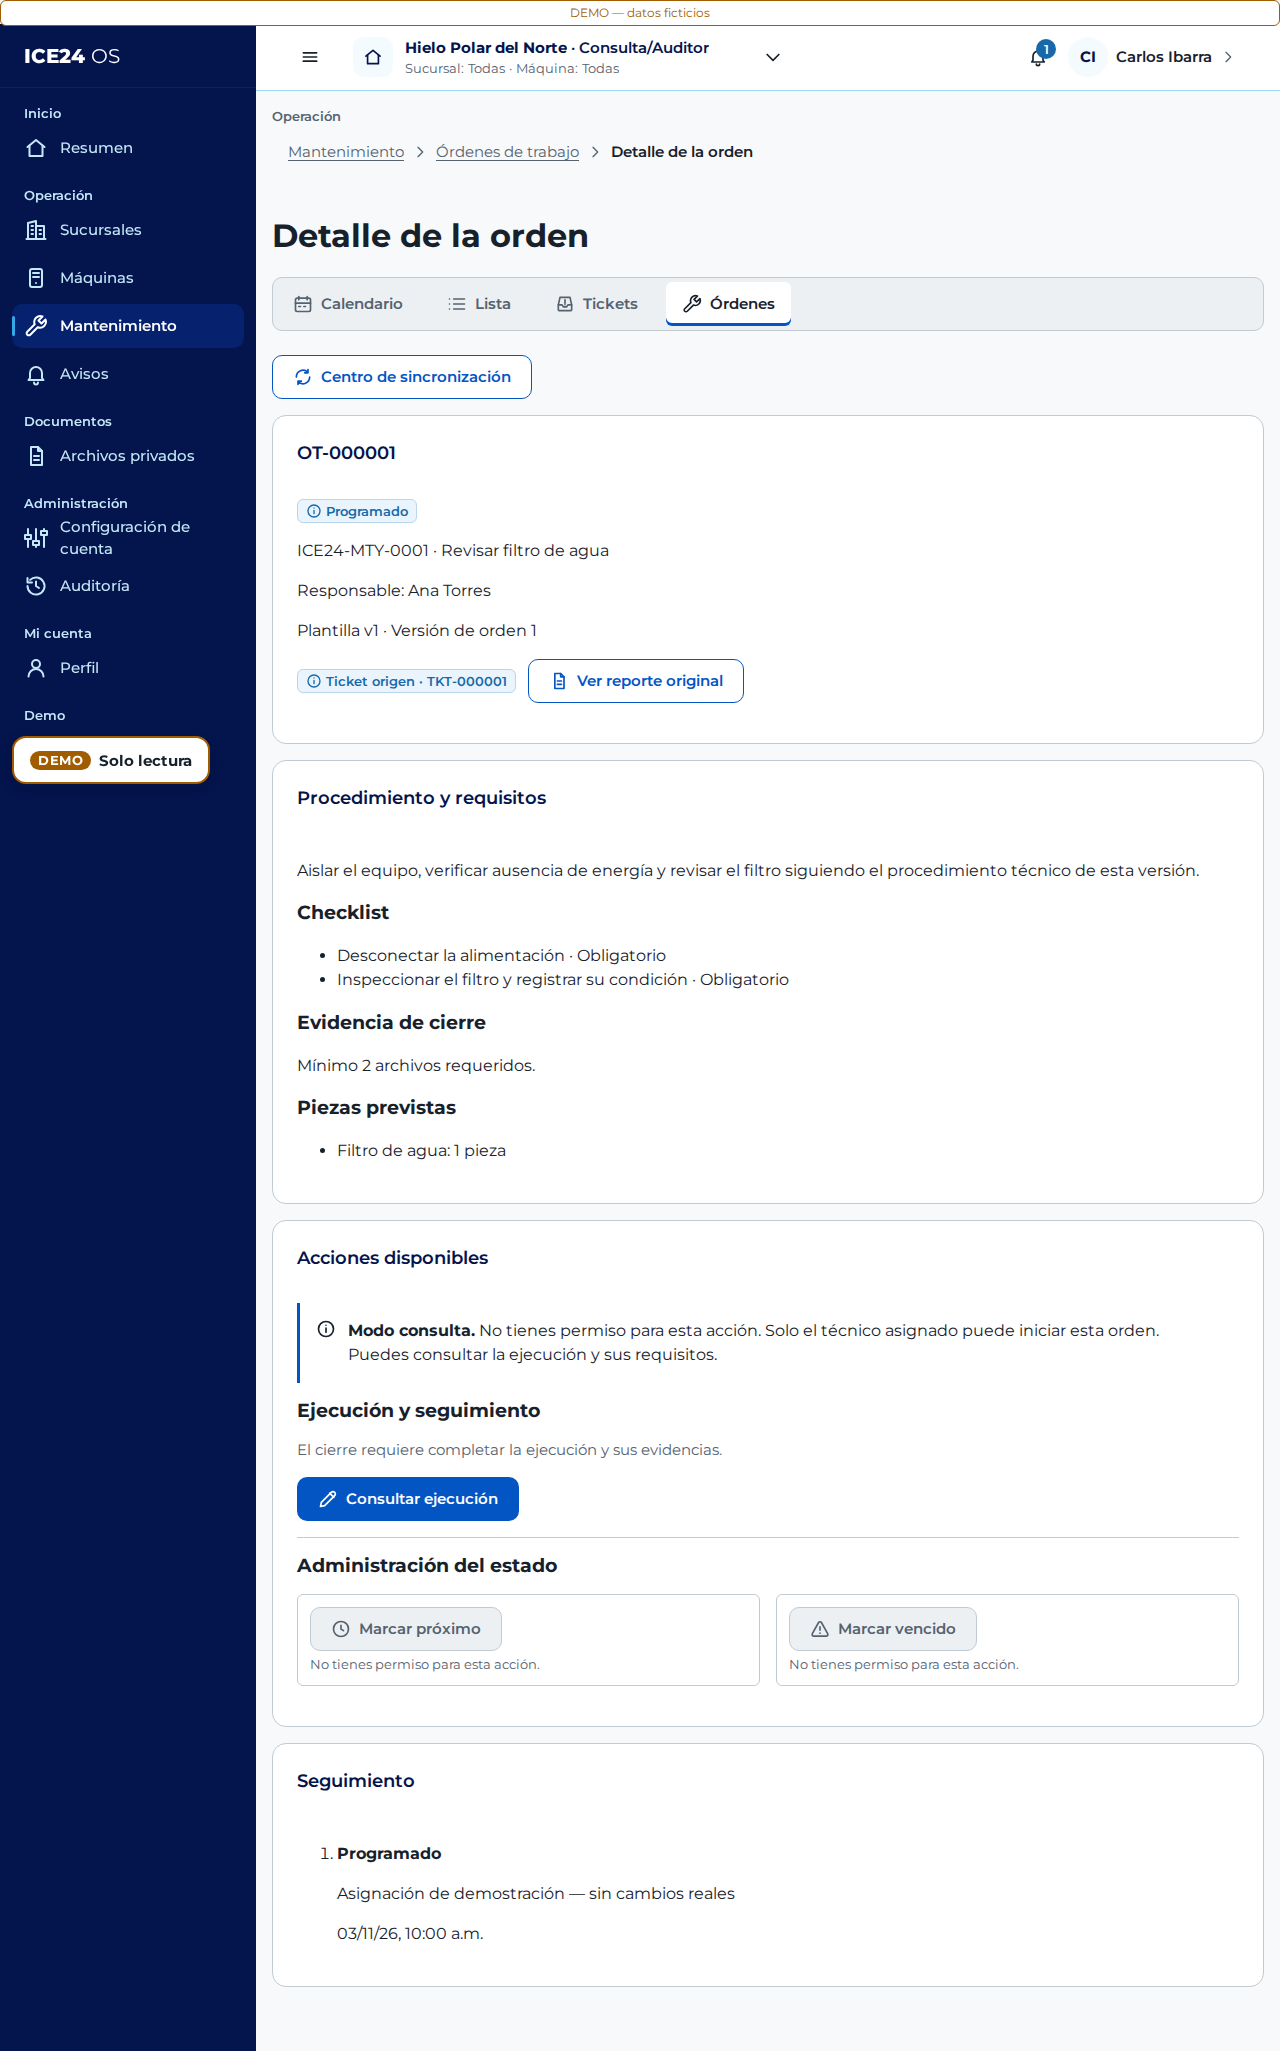 DEMO — datos ficticios
ICE24 OS
Inicio
Resumen
Operación
Sucursales
Máquinas
Mantenimiento
Avisos
Documentos
Archivos privados
Administración
Configuración de
cuenta
Auditoría
Mi cuenta
Perfil
Demo
DEMO Solo lectura
Hielo Polar del Norte · Consulta/Auditor
Sucursal: Todas · Máquina: Todas
1
CI
Carlos Ibarra
Operación
Mantenimiento
Órdenes de trabajo
Detalle de la orden
Detalle de la orden
Calendario
Lista
Tickets
Órdenes
Centro de sincronización
OT-000001
Programado
ICE24-MTY-0001 · Revisar filtro de agua
Responsable: Ana Torres
Plantilla v1 · Versión de orden 1
Ticket origen · TKT-000001
Ver reporte original
Procedimiento y requisitos
Aislar el equipo, verificar ausencia de energía y revisar el filtro siguiendo el procedimiento técnico de esta versión.
Checklist
Desconectar la alimentación · Obligatorio
Inspeccionar el filtro y registrar su condición · Obligatorio
Evidencia de cierre
Mínimo 2 archivos requeridos.
Piezas previstas
Filtro de agua: 1 pieza
Acciones disponibles
Modo consulta. No tienes permiso para esta acción. Solo el técnico asignado puede iniciar esta orden.
Puedes consultar la ejecución y sus requisitos.
Ejecución y seguimiento
El cierre requiere completar la ejecución y sus evidencias.
Consultar ejecución
Administración del estado
Marcar próximo
No tienes permiso para esta acción.
Marcar vencido
No tienes permiso para esta acción.
Seguimiento
1. Programado
Asignación de demostración — sin cambios reales
03/11/26, 10:00 a.m.